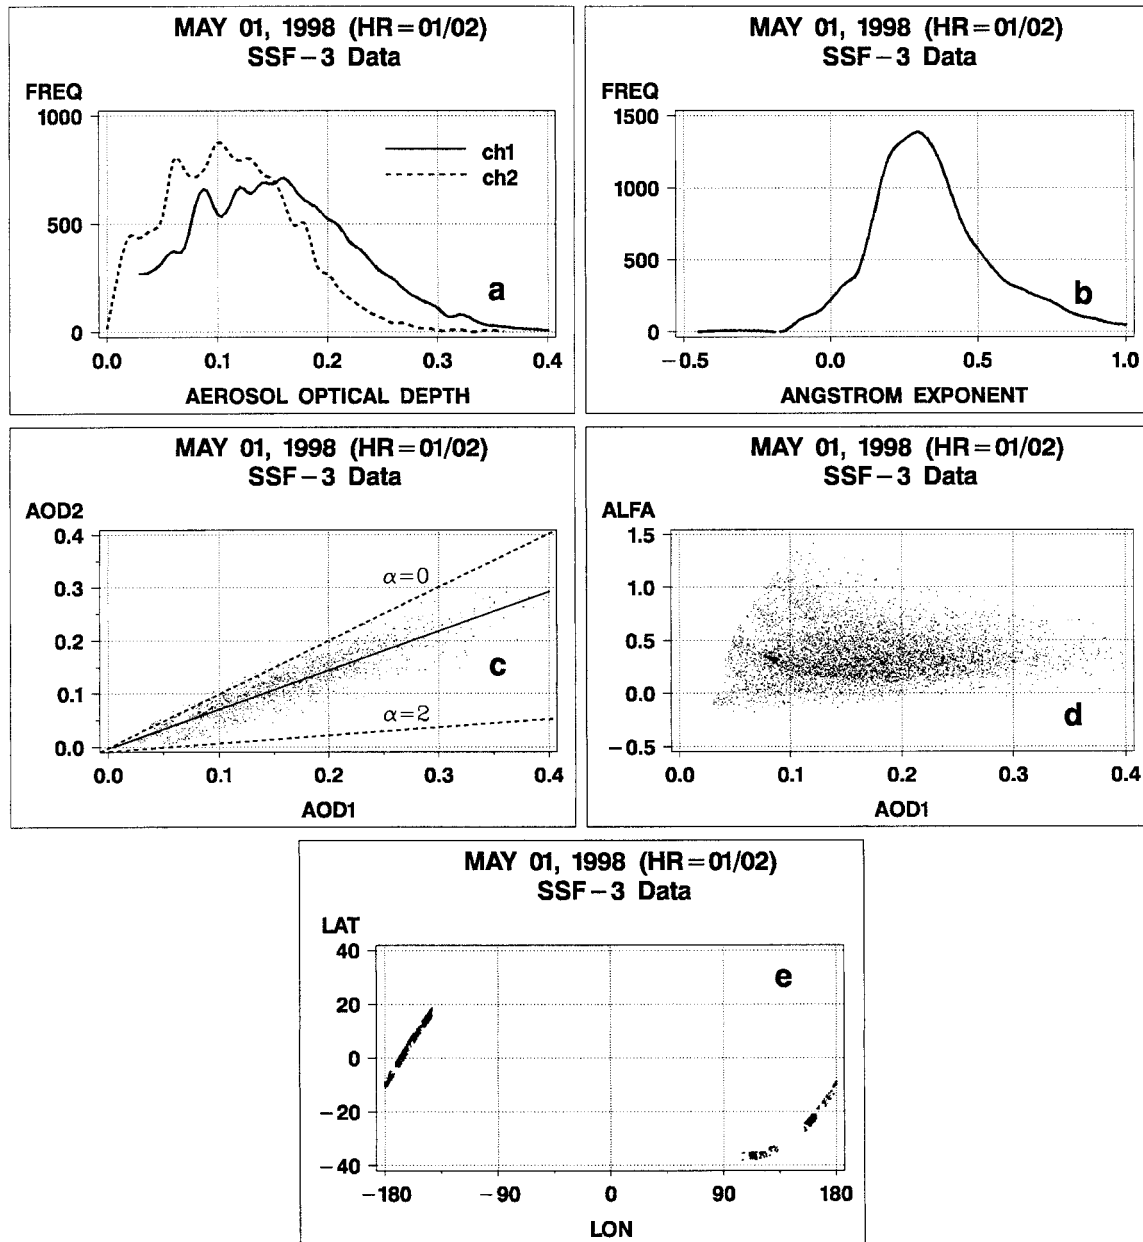 MAY 01, 1998 (HR=01/02)
SSF-3 Data
FREQ
1000
500
0
ch1
ch2
a
0.0 0.1 0.2 0.3 0.4
AEROSOL OPTICAL DEPTH
MAY 01, 1998 (HR=01/02)
SSF-3 Data
FREQ
1500
1000
500
0
b
-0.5 0.0 0.5 1.0
ANGSTROM EXPONENT
MAY 01, 1998 (HR=01/02)
SSF-3 Data
AOD2
0.4
0.3
0.2
0.1
0.0
α=0
c
α=2
0.0 0.1 0.2 0.3 0.4
AOD1
MAY 01, 1998 (HR=01/02)
SSF-3 Data
ALFA
1.5
1.0
0.5
0.0
-0.5
d
0.0 0.1 0.2 0.3 0.4
AOD1
MAY 01, 1998 (HR=01/02)
SSF-3 Data
LAT
40
20
0
-20
-40
e
-180 -90 0 90 180
LON